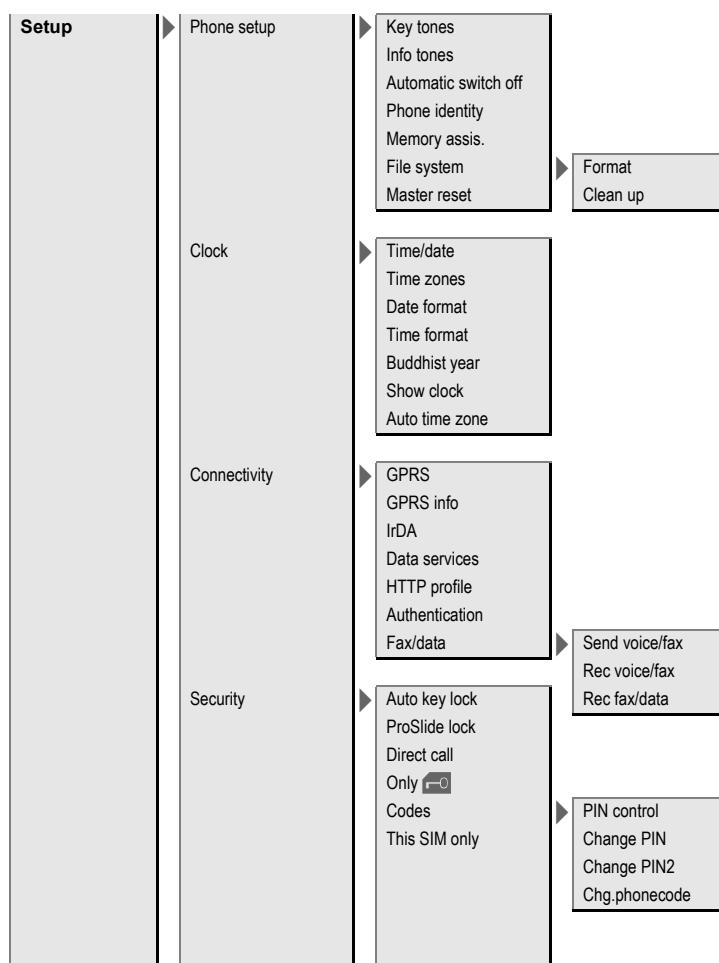 Setup
Phone setup
Key tones
Info tones
Automatic switch off
Phone identity
Memory assis.
File system
Format
Clean up
Master reset
Clock
Time/date
Time zones
Date format
Time format
Buddhist year
Show clock
Auto time zone
Connectivity
GPRS
GPRS info
IrDA
Data services
HTTP profile
Authentication
Fax/data
Send voice/fax
Rec voice/fax
Rec fax/data
Security
Auto key lock
ProSlide lock
Direct call
Only
Codes
PIN control
Change PIN
Change PIN2
Chg.phonecode
This SIM only